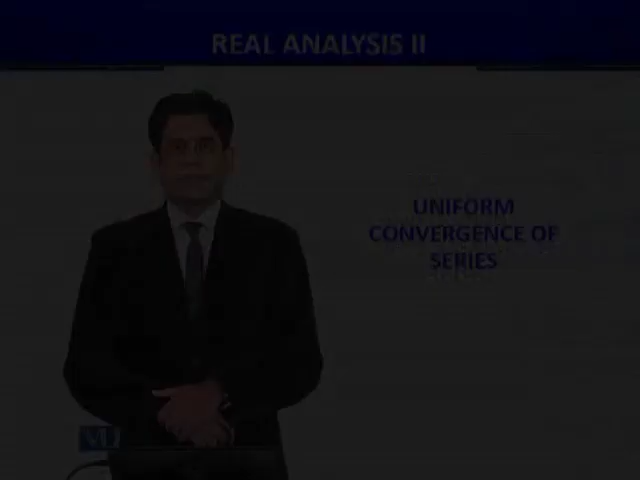 REAL ANALYSIS II
UNIFORM
CONVERGENCE OF
SERIES